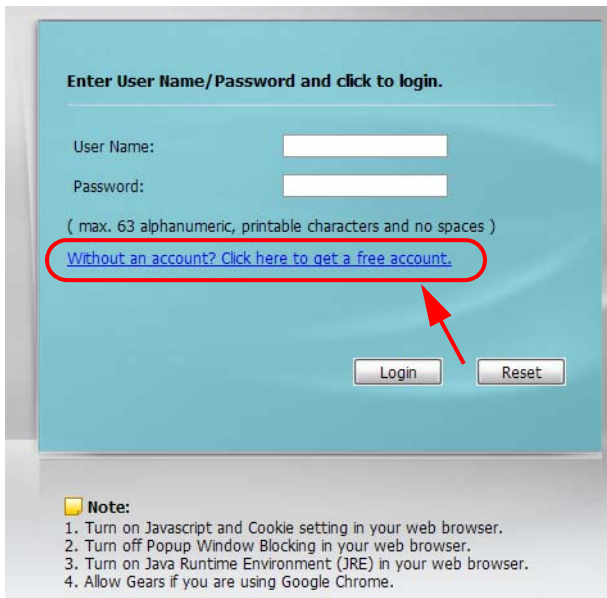 Enter User Name/Password and click to login.
User Name:
Password:
( max. 63 alphanumeric, printable characters and no spaces )
Without an account? Click here to get a free account.
Login Reset
Note:
1. Turn on Javascript and Cookie setting in your web browser.
2. Turn off Popup Window Blocking in your web browser.
3. Turn on Java Runtime Environment (JRE) in your web browser.
4. Allow Gears if you are using Google Chrome.